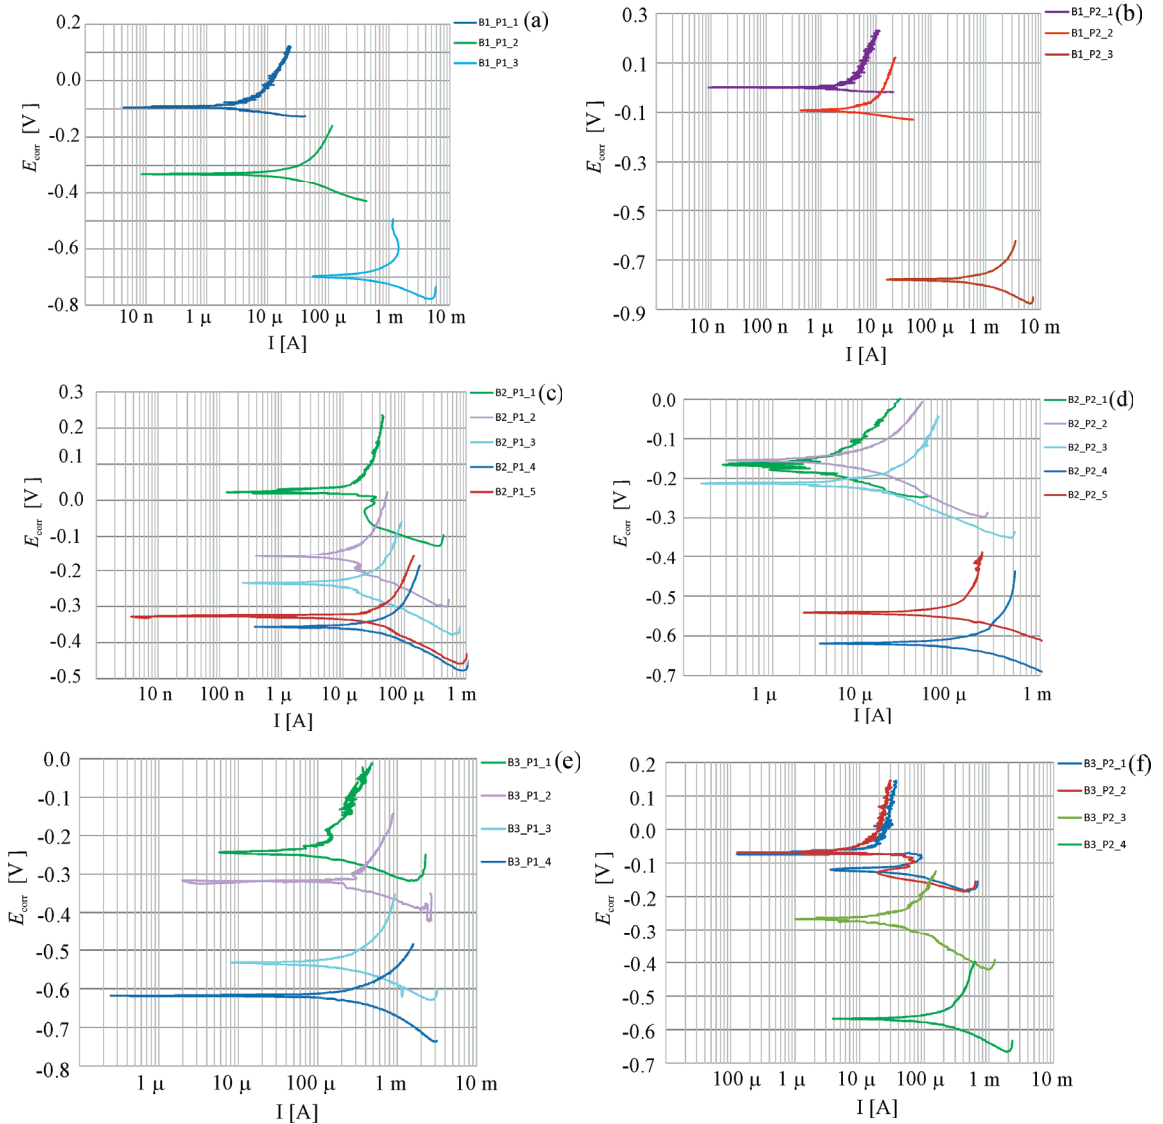 (a)
B1_P1_1
B1_P1_2
B1_P1_3
0.2
0.0
-0.2
-0.4
-0.6
-0.8
Ecorr [V]
10 n 1 μ 10 μ 100 μ 1 m 10 m
I [A]
(b)
B1_P2_1
B1_P2_2
B1_P2_3
0.3
0.1
-0.1
-0.3
-0.5
-0.7
-0.9
Ecorr [V]
10 n 100 n 1 μ 10 μ 100 μ 1 m 10 m
I [A]
(c)
B2_P1_1
B2_P1_2
B2_P1_3
B2_P1_4
B2_P1_5
0.3
0.2
0.1
0.0
-0.1
-0.2
-0.3
-0.4
-0.5
Ecorr [V]
10 n 100 n 1 μ 10 μ 100 μ 1 m
I [A]
(d)
B2_P2_1
B2_P2_2
B2_P2_3
B2_P2_4
B2_P2_5
0.0
-0.1
-0.2
-0.3
-0.4
-0.5
-0.6
-0.7
Ecorr [V]
1 μ 10 μ 100 μ 1 m
I [A]
(e)
B3_P1_1
B3_P1_2
B3_P1_3
B3_P1_4
0.0
-0.1
-0.2
-0.3
-0.4
-0.5
-0.6
-0.7
-0.8
Ecorr [V]
1 μ 10 μ 100 μ 1 m
I [A]
(f)
B3_P2_1
B3_P2_2
B3_P2_3
B3_P2_4
0.2
0.1
0.0
-0.1
-0.2
-0.3
-0.4
-0.5
-0.6
-0.7
Ecorr [V]
100 μ 1 μ 10 μ 100 μ 1 m 10 m
I [A]